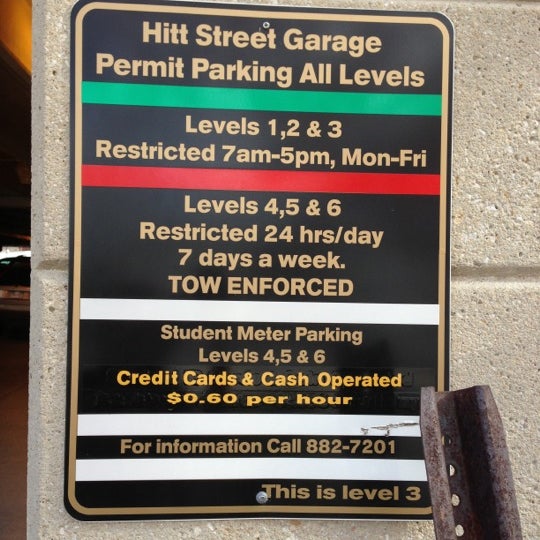 Hitt Street Garage
Permit Parking All Levels
Levels 1,2 & 3
Restricted 7am-5pm, Mon-Fri
Levels 4,5 & 6
Restricted 24 hrs/day
7 days a week.
TOW ENFORCED
Student Meter Parking
Levels 4,5 & 6
Credit Cards & Cash Operated
$0.60 per hour
For information Call 882-7201
This is level 3